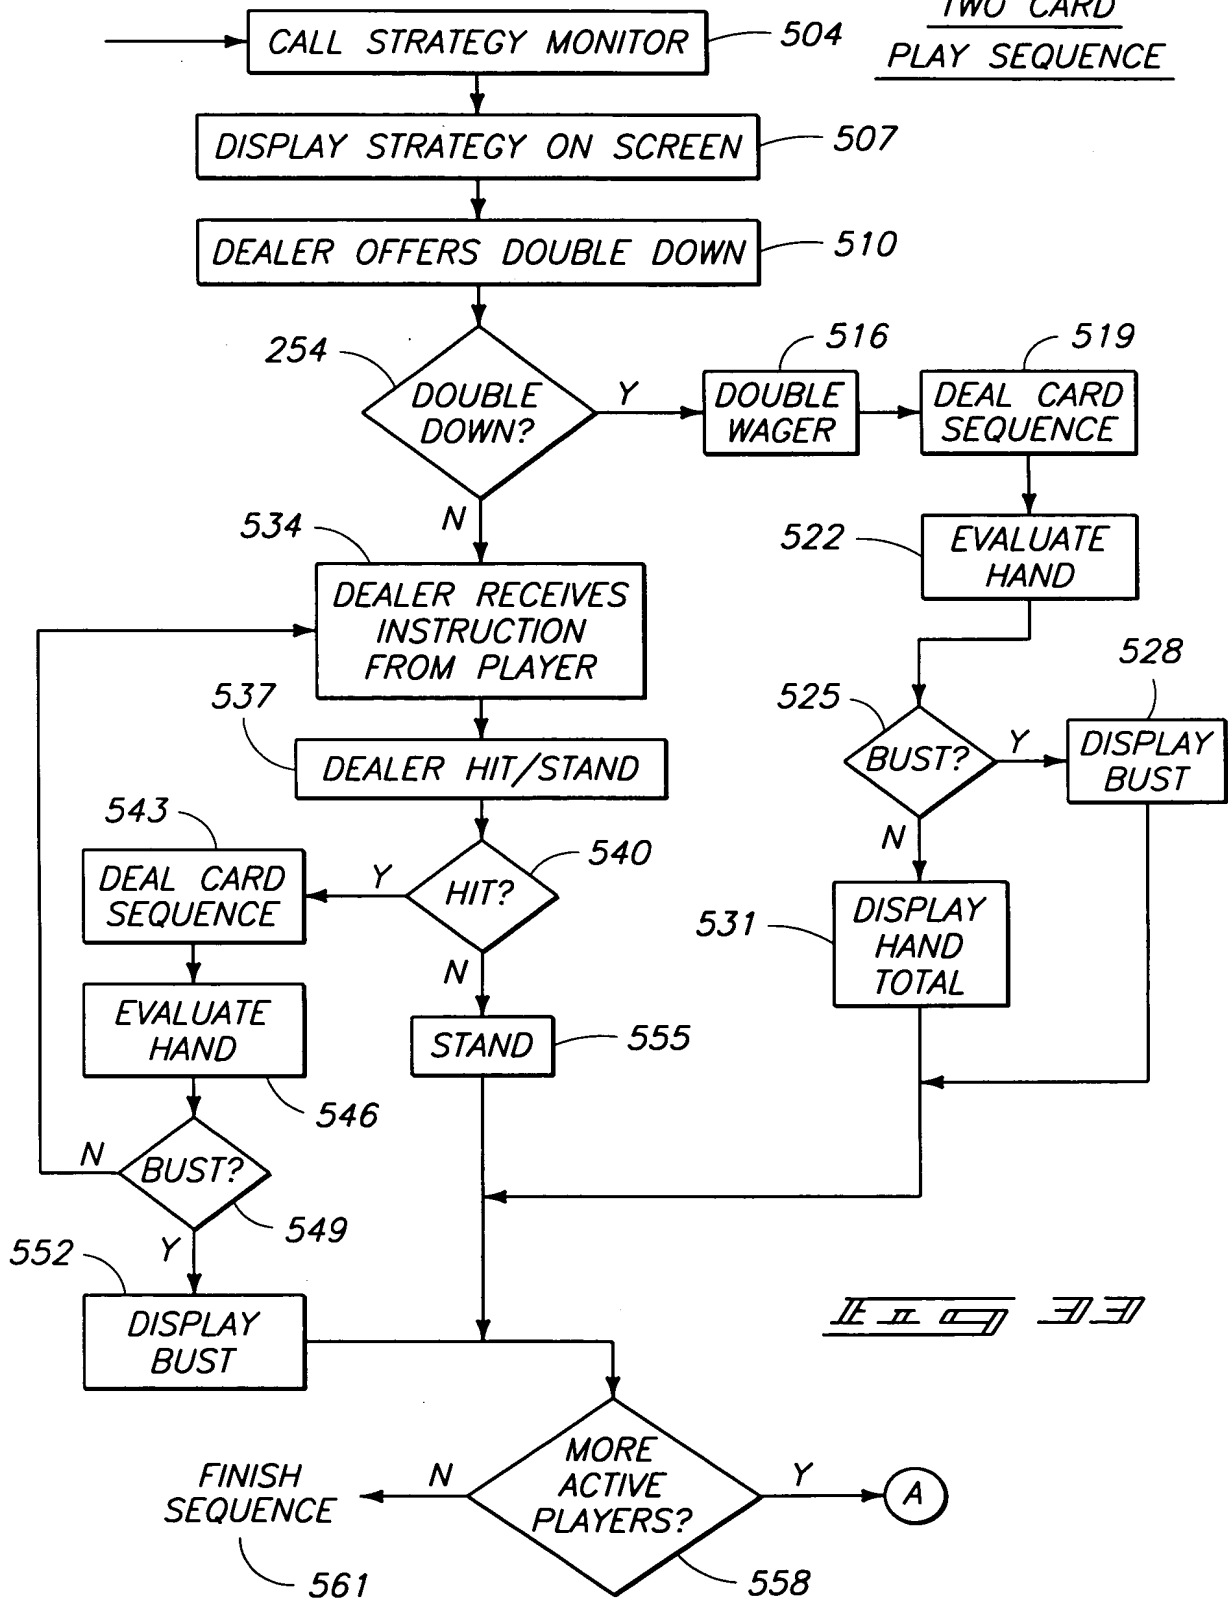 TWO CARD
PLAY SEQUENCE
CALL STRATEGY MONITOR
504
DISPLAY STRATEGY ON SCREEN
507
DEALER OFFERS DOUBLE DOWN
510
254
DOUBLE
DOWN?
Y
516
DOUBLE
WAGER
519
DEAL CARD
SEQUENCE
N
534
522
EVALUATE
HAND
DEALER RECEIVES
INSTRUCTION
FROM PLAYER
528
537
525
BUST?
Y
DISPLAY
BUST
DEALER HIT/STAND
543
N
540
DEAL CARD
SEQUENCE
Y
HIT?
531
DISPLAY
HAND
TOTAL
N
EVALUATE
HAND
STAND
555
546
N
BUST?
549
Y
552
DISPLAY
BUST
Fig 33
MORE
ACTIVE
PLAYERS?
N
FINISH
SEQUENCE
Y
A
561
558